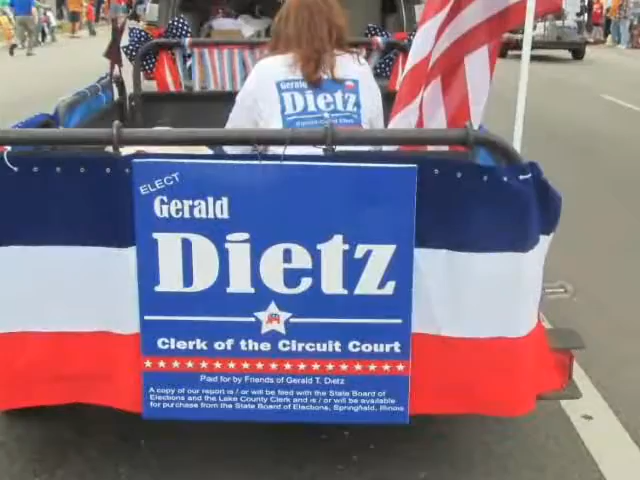 Gerald
Dietz
ELECT
Gerald
Dietz
Clerk of the Circuit Court
Paid for by Friends of Gerald T. Dietz
A copy of our report is / or will be filed with the State Board of
Elections and the Lake County Clerk and is / or will be available
for purchase from the State Board of Elections, Springfield, Illinois